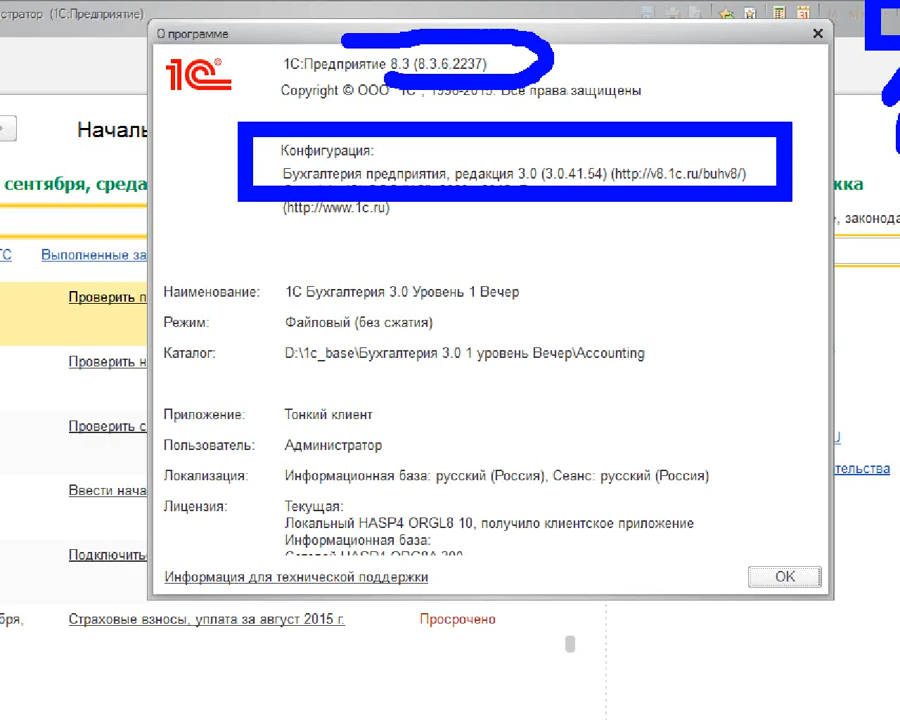 стратор (1С:Предприятие)
О программе
1С:Предприятие 8.3 (8.3.6.2237)
Copyright © ООО "1С", 1996-2015. Все права защищены
Началь
Конфигурация:
Бухгалтерия предприятия, редакция 3.0 (3.0.41.54) (http://v8.1c.ru/buhv8/)
(http://www.1c.ru)
сентября, среда
жка
, законода
ТС
Выполненные за
Наименование: 1С Бухгалтерия 3.0 Уровень 1 Вечер
Проверить п
Режим: Файловый (без сжатия)
Каталог: D:\1c_base\Бухгалтерия 3.0 1 уровень Вечер\Accounting
Проверить н
Приложение: Тонкий клиент
Проверить с
Пользователь: Администратор
тельства
Локализация: Информационная база: русский (Россия), Сеанс: русский (Россия)
Ввести нача
Лицензия: Текущая:
Локальный HASP4 ORGL8 10, получило клиентское приложение
Информационная база:
Подключить
Информация для технической поддержки
OK
бря,
Страховые взносы, уплата за август 2015 г.
Просрочено